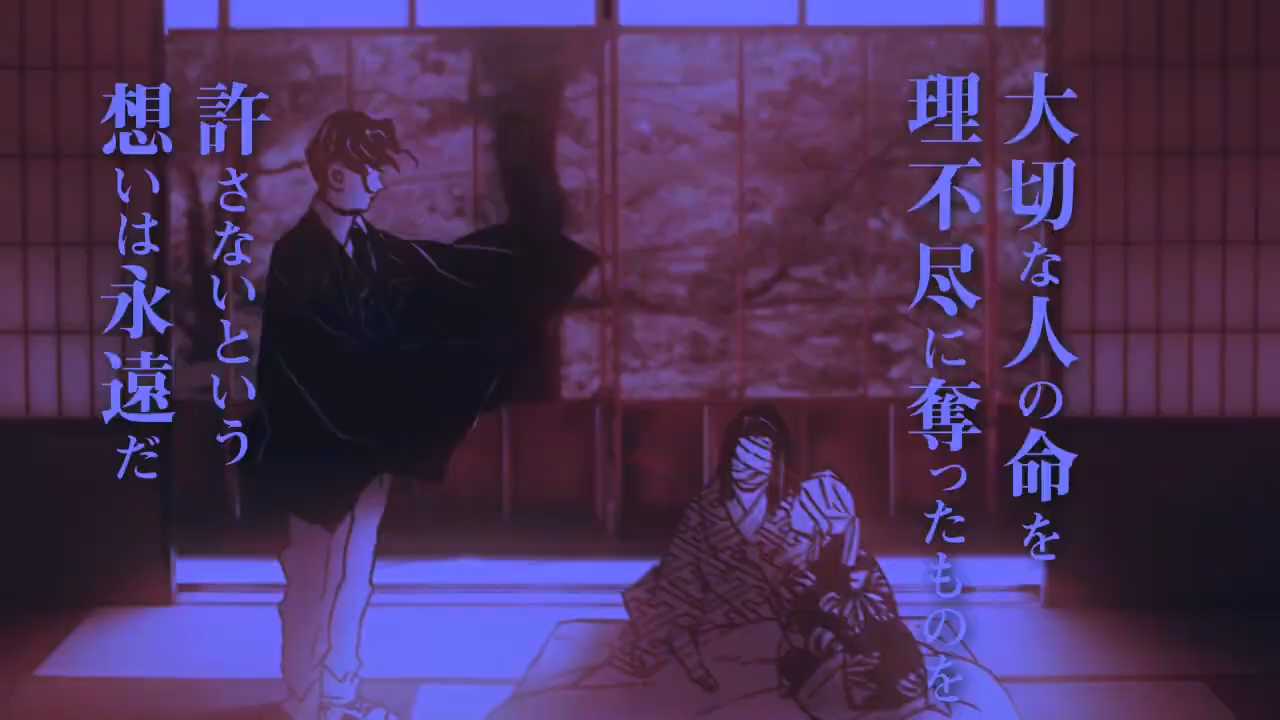 大切な人の命を
理不尽に奪ったものを
許さないという
想いは永遠だ